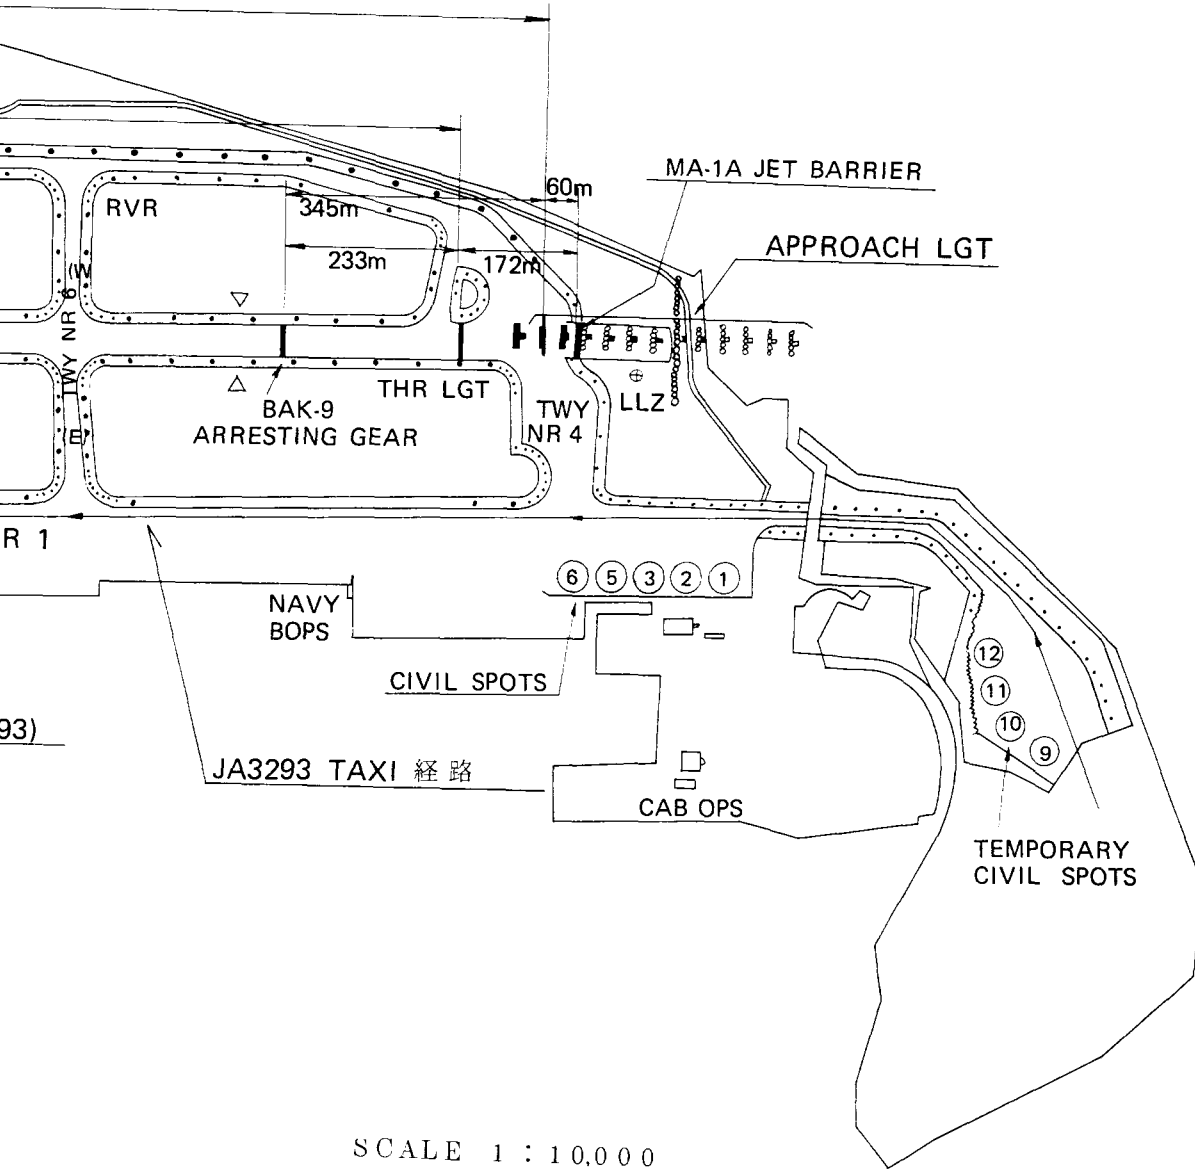 60m
MA-1A JET BARRIER
RVR
345m
APPROACH LGT
233m
172m
(W
TWY NR 6
(E)
THR LGT
BAK-9
ARRESTING GEAR
TWY
NR 4
LLZ
R 1
6 5 3 2 1
NAVY
BOPS
CIVIL SPOTS
12
11
10
9
93)
JA3293 TAXI 経路
CAB OPS
TEMPORARY
CIVIL SPOTS
SCALE 1 : 10,000